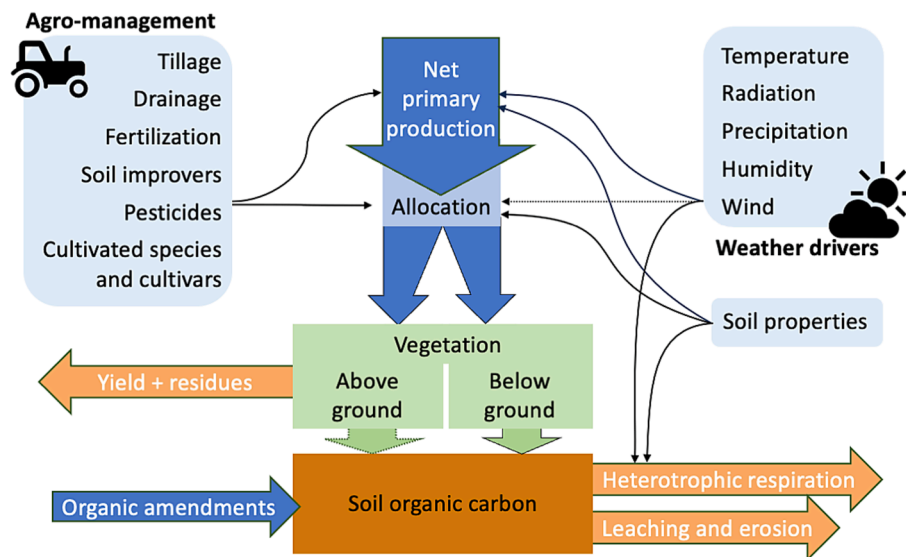 Agro-management
Tillage
Drainage
Fertilization
Soil improvers
Pesticides
Cultivated species
and cultivars
Net
primary
production
Allocation
Temperature
Radiation
Precipitation
Humidity
Wind
Weather drivers
Soil properties
Vegetation
Above
ground
Below
ground
Yield + residues
Organic amendments
Soil organic carbon
Heterotrophic respiration
Leaching and erosion